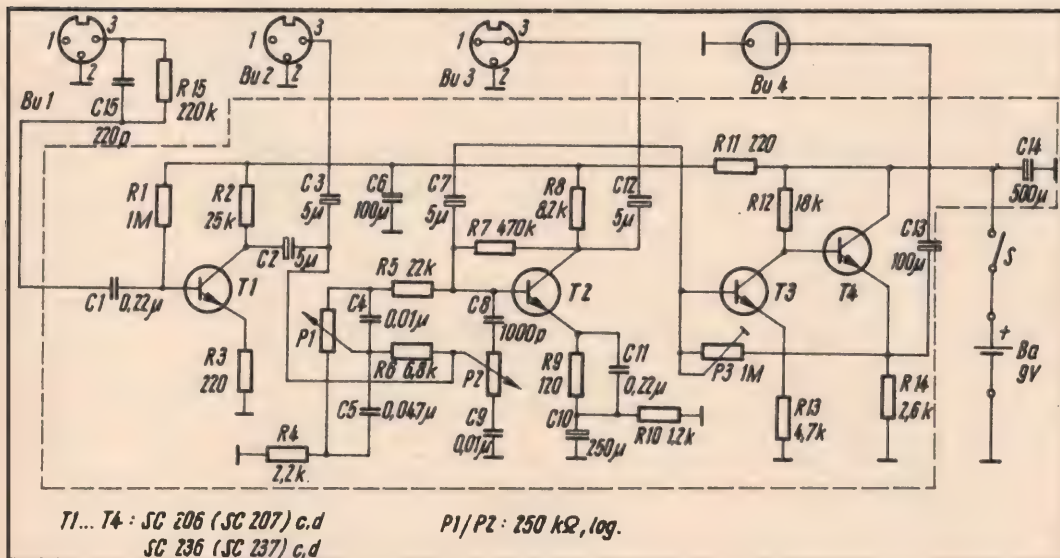 1 3 2 Bu 1
C15 220p
R15 220k
1 3 2 Bu 2
1 3 2 Bu 3
Bu 4
R11 220
C14 500µ
R1 1M
R2 25k
C3 5µ
C6 100µ
C7 5µ
R8 8,2k
C12 5µ
R12 18k
C13 100µ
S
C2 5µ
R7 470k
C1 0,22µ
T1
R5 22k
T2
T3
T4
P1
C4 0,01µ
C8 1000p
R3 220
R6 6,8k
P2
R9 120
C11 0,22µ
P3 1M
+ Ba 9V
C5 0,047µ
C9 0,01µ
C10 250µ
R10 1,2k
R13 4,7k
R14 2,6k
R4 2,2k
T1... T4 : SC 206 (SC 207) c,d
SC 236 (SC 237) c,d
P1/P2 : 250 kΩ, log.